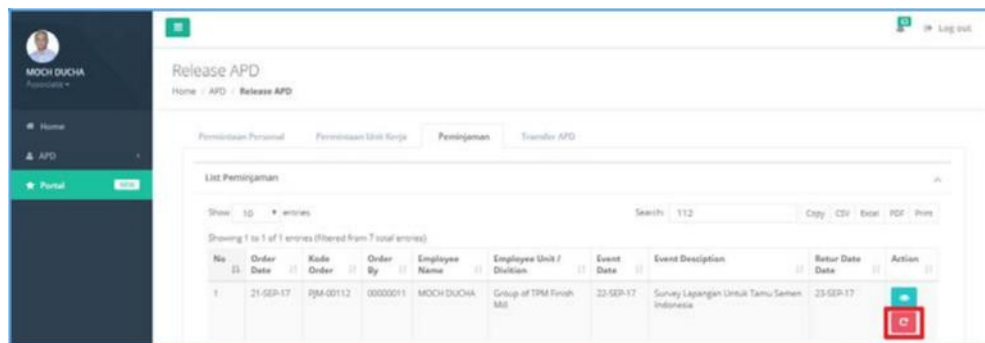 MOCH DUCHA
Associate
Log out
Release APD
Home / APD / Release APD
Home
APD
Portal NEW
Permintaan Personal Permintaan Unit Kerja Peminjaman Transfer APD
List Peminjaman
Show 10 entries Search: 112 Copy CSV Excel PDF Print
Showing 1 to 1 of 1 entries (filtered from 7 total entries)
No Order Date Kode Order Order By Employee Name Employee Unit / Divition Event Date Event Desciption Retur Date Date Action
1 21-SEP-17 PJM-00112 00000011 MOCH DUCHA Group of TPM Finish Mill 22-SEP-17 Survey Lapangan Untuk Tamu Semen Indonesia 23-SEP-17